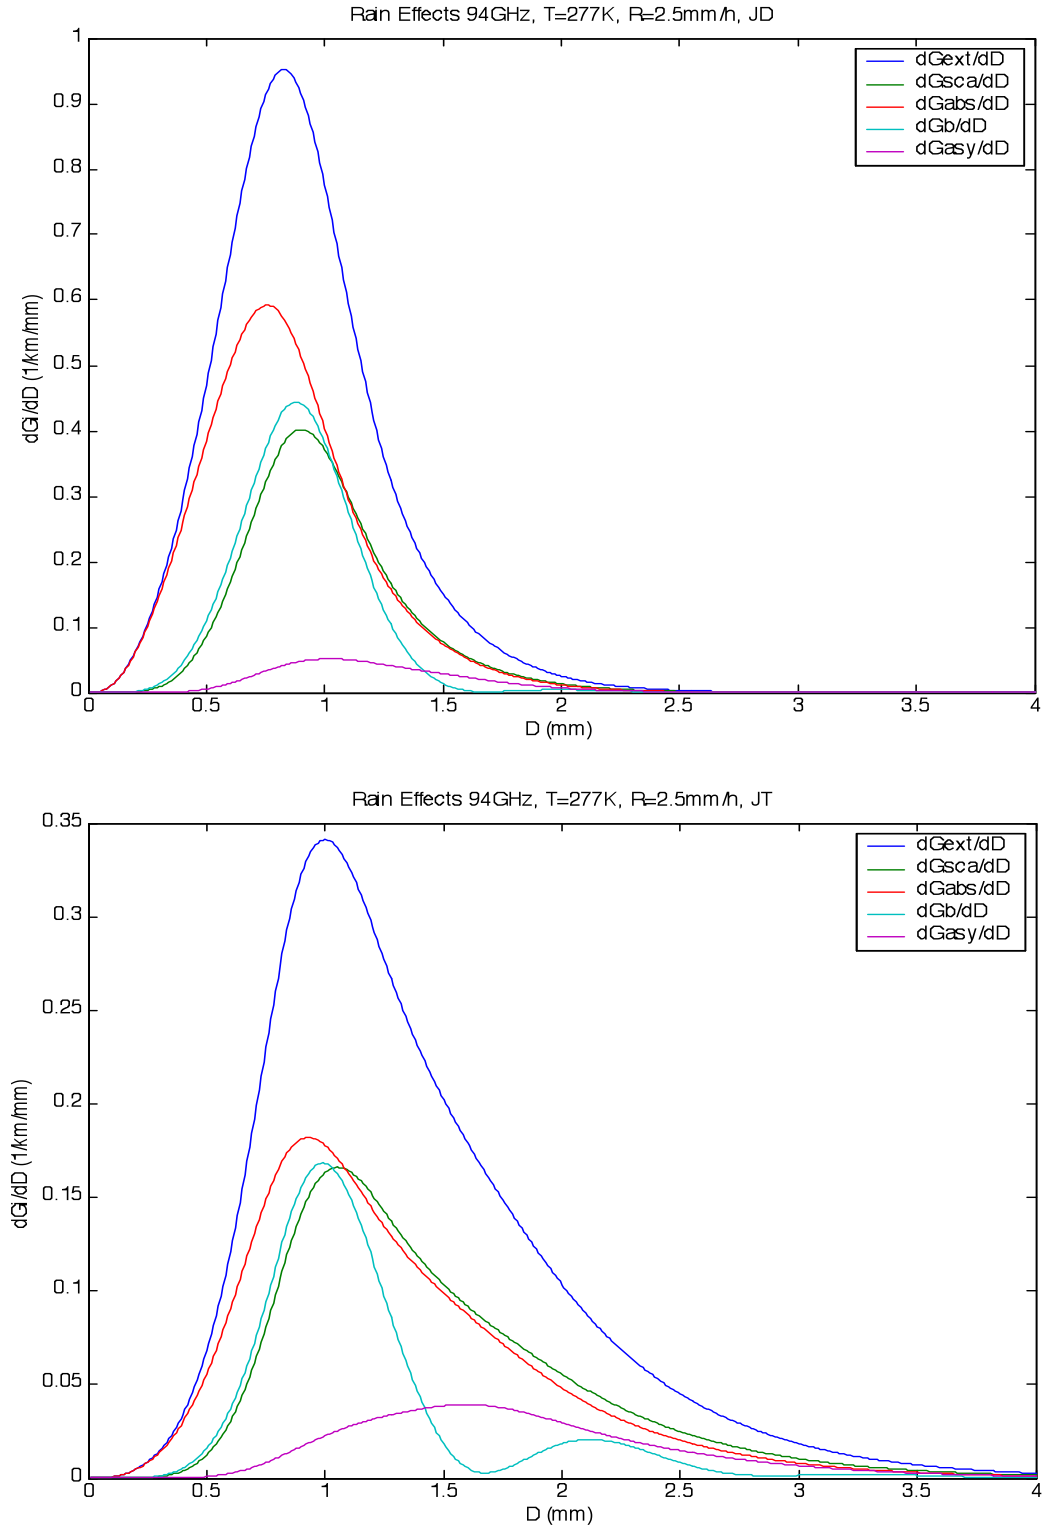 Rain Effects 94GHz, T=277K, R=2.5mm/h, JD
1
0.9
0.8
0.7
0.6
0.5
0.4
0.3
0.2
0.1
0
dGi/dD (1/km/mm)
dGext/dD
dGsca/dD
dGabs/dD
dGb/dD
dGasy/dD
0 0.5 1 1.5 2 2.5 3 3.5 4
D (mm)
Rain Effects 94GHz, T=277K, R=2.5mm/h, JT
0.35
0.3
0.25
0.2
0.15
0.1
0.05
0
dGi/dD (1/km/mm)
dGext/dD
dGsca/dD
dGabs/dD
dGb/dD
dGasy/dD
0 0.5 1 1.5 2 2.5 3 3.5 4
D (mm)